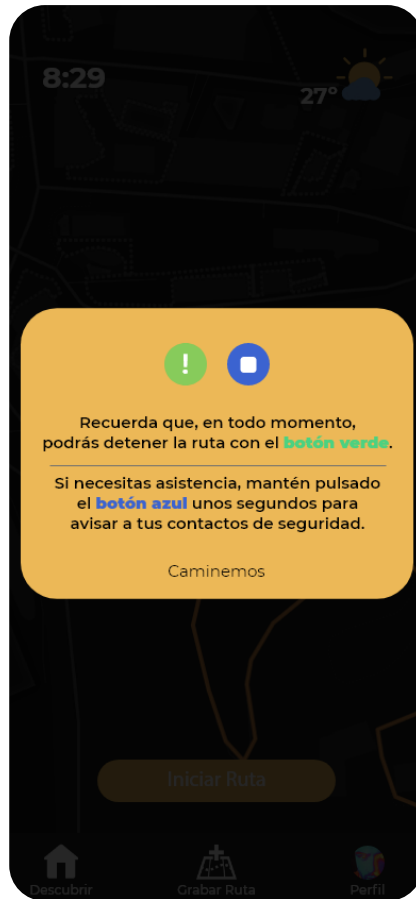 8:29
27°
!
Recuerda que, en todo momento,
podrás detener la ruta con el botón verde.
Si necesitas asistencia, mantén pulsado
el botón azul unos segundos para
avisar a tus contactos de seguridad.
Caminemos
Iniciar Ruta
Descubrir
Grabar Ruta
Perfil